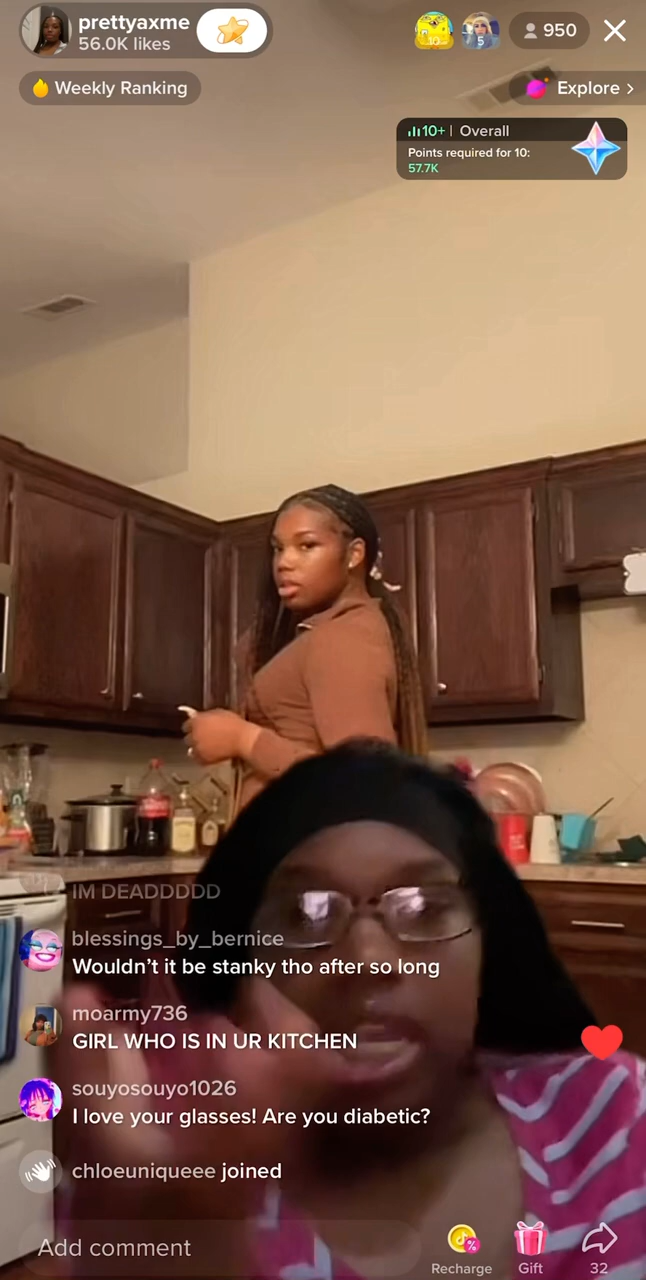 prettyaxme
56.0K likes
10
5
950
Weekly Ranking
Explore >
10+ | Overall
Points required for 10:
57.7K
IM DEADDDDD
blessings_by_bernice
Wouldn't it be stanky tho after so long
moarmy736
GIRL WHO IS IN UR KITCHEN
souyosouyo1026
I love your glasses! Are you diabetic?
chloeuniqueee joined
Add comment
Recharge
Gift
32